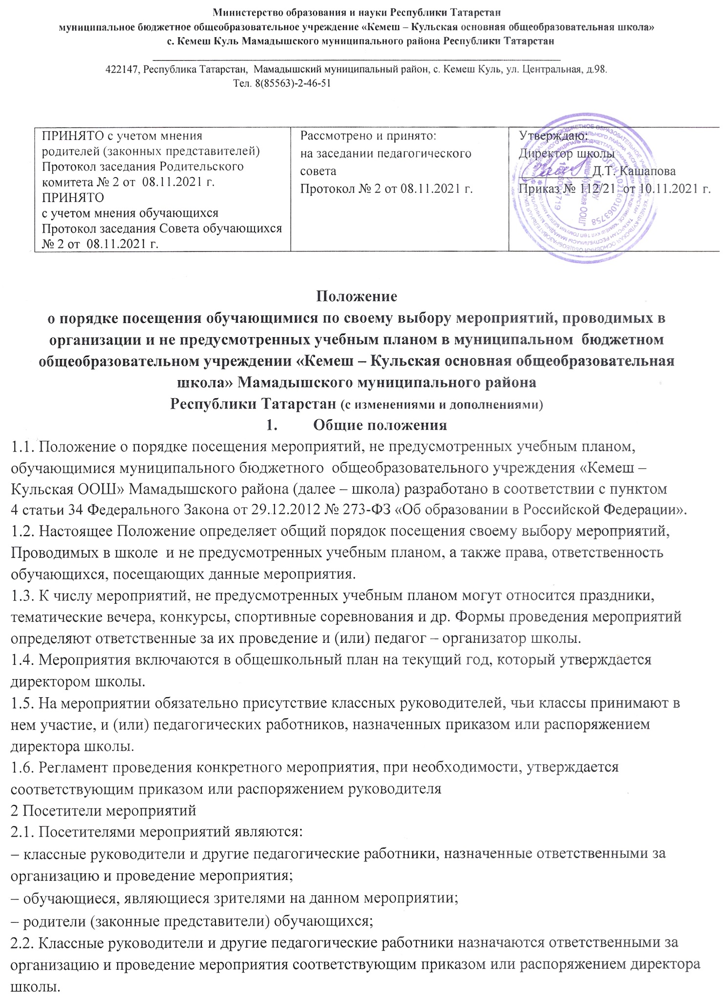 Министерство образования и науки Республики Татарстан
муниципальное бюджетное общеобразовательное учреждение «Кемеш – Кульская основная общеобразовательная школа»
с. Кемеш Куль Мамадышского муниципального района Республики Татарстан
422147, Республика Татарстан, Мамадышский муниципальный район, с. Кемеш Куль, ул. Центральная, д.98.
Тел. 8(85563)-2-46-51
ПРИНЯТО с учетом мнения
родителей (законных представителей)
Протокол заседания Родительского
комитета № 2 от 08.11.2021 г.
ПРИНЯТО
с учетом мнения обучающихся
Протокол заседания Совета обучающихся
№ 2 от 08.11.2021 г.
Рассмотрено и принято:
на заседании педагогического
совета
Протокол № 2 от 08.11.2021 г.
Утверждаю:
Директор школы
Д.Т. Кашапова
Приказ № 112/21 от 10.11.2021 г.
ОГРН 1021601063758
МБОУ
"Кемеш-Кульская ООШ"
ИНН
Положение
о порядке посещения обучающимися по своему выбору мероприятий, проводимых в
организации и не предусмотренных учебным планом в муниципальном бюджетном
общеобразовательном учреждении «Кемеш – Кульская основная общеобразовательная
школа» Мамадышского муниципального района
Республики Татарстан (с изменениями и дополнениями)
1. Общие положения
1.1. Положение о порядке посещения мероприятий, не предусмотренных учебным планом,
обучающимися муниципального бюджетного общеобразовательного учреждения «Кемеш –
Кульская ООШ» Мамадышского района (далее – школа) разработано в соответствии с пунктом
4 статьи 34 Федерального Закона от 29.12.2012 № 273-ФЗ «Об образовании в Российской Федерации».
1.2. Настоящее Положение определяет общий порядок посещения своему выбору мероприятий,
Проводимых в школе и не предусмотренных учебным планом, а также права, ответственность
обучающихся, посещающих данные мероприятия.
1.3. К числу мероприятий, не предусмотренных учебным планом могут относится праздники,
тематические вечера, конкурсы, спортивные соревнования и др. Формы проведения мероприятий
определяют ответственные за их проведение и (или) педагог – организатор школы.
1.4. Мероприятия включаются в общешкольный план на текущий год, который утверждается
директором школы.
1.5. На мероприятии обязательно присутствие классных руководителей, чьи классы принимают в
нем участие, и (или) педагогических работников, назначенных приказом или распоряжением
директора школы.
1.6. Регламент проведения конкретного мероприятия, при необходимости, утверждается
соответствующим приказом или распоряжением руководителя
2 Посетители мероприятий
2.1. Посетителями мероприятий являются:
− классные руководители и другие педагогические работники, назначенные ответственными за
организацию и проведение мероприятия;
− обучающиеся, являющиеся зрителями на данном мероприятии;
− родители (законные представители) обучающихся;
2.2. Классные руководители и другие педагогические работники назначаются ответственными за
организацию и проведение мероприятия соответствующим приказом или распоряжением директора
школы.